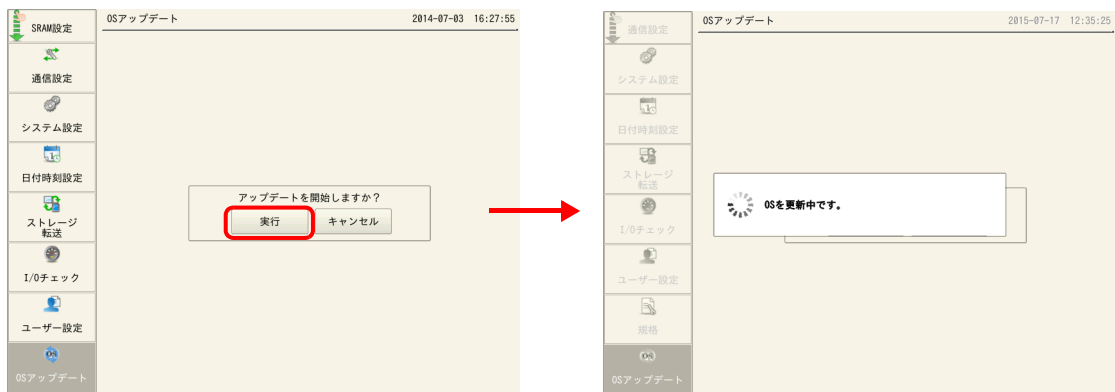 SRAM設定
通信設定
システム設定
日付時刻設定
ストレージ
転送
I/Oチェック
ユーザー設定
OSアップデート
OSアップデート 2014-07-03 16:27:55
アップデートを開始しますか?
実行 キャンセル
通信設定
システム設定
日付時刻設定
ストレージ
転送
I/Oチェック
ユーザー設定
規格
OS
OSアップデート
OSアップデート 2015-07-17 12:35:25
OSを更新中です。